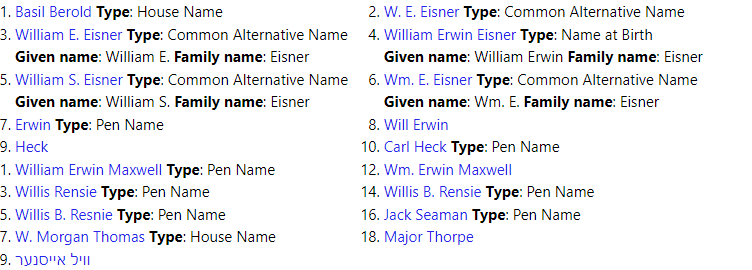 1. Basil Berold Type: House Name
2. W. E. Eisner Type: Common Alternative Name
3. William E. Eisner Type: Common Alternative Name
Given name: William E. Family name: Eisner
4. William Erwin Eisner Type: Name at Birth
Given name: William Erwin Family name: Eisner
5. William S. Eisner Type: Common Alternative Name
Given name: William S. Family name: Eisner
6. Wm. E. Eisner Type: Common Alternative Name
Given name: Wm. E. Family name: Eisner
7. Erwin Type: Pen Name
8. Will Erwin
9. Heck
10. Carl Heck Type: Pen Name
1. William Erwin Maxwell Type: Pen Name
12. Wm. Erwin Maxwell
3. Willis Rensie Type: Pen Name
14. Willis B. Rensie Type: Pen Name
5. Willis B. Resnie Type: Pen Name
16. Jack Seaman Type: Pen Name
7. W. Morgan Thomas Type: House Name
18. Major Thorpe
9. וויל אייסנער